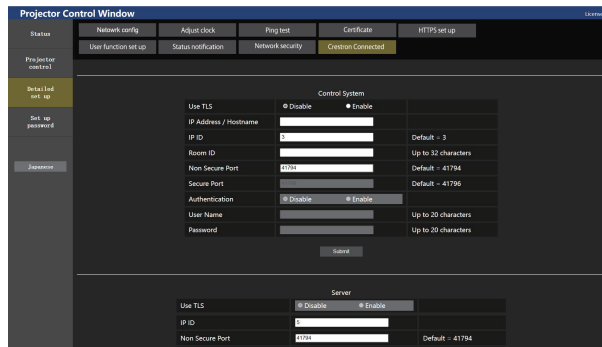 Projector Control Window
License
Status
Netowrk config
Adjust clock
Ping test
Certificate
HTTPS set up
User function set up
Status notification
Network security
Crestron Connected
Projector
control
Detailed
set up
Set up
password
Japanese
Control System
Use TLS Disable Enable
IP Address / Hostname
IP ID 3 Default = 3
Room ID Up to 32 characters
Non Secure Port 41794 Default = 41794
Secure Port Default = 41796
Authentication Disable Enable
User Name Up to 20 characters
Password Up to 20 characters
Submit
Server
Use TLS Disable Enable
IP ID 5
Non Secure Port 41794 Default = 41794